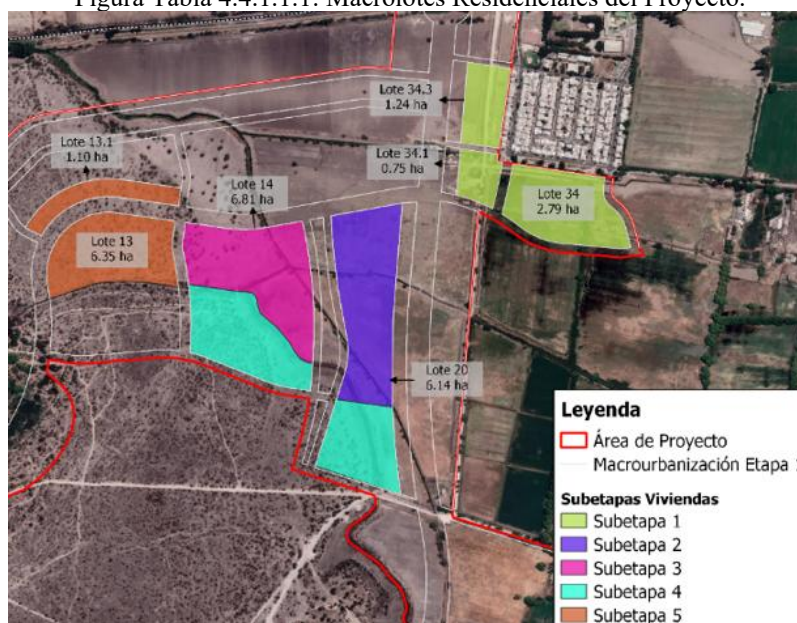 Figura Tabla 4.4.1.1.1. Macrolotes Residenciales del Proyecto.
Lote 34.3
1.24 ha
Lote 13.1
1.10 ha
Lote 34.1
0.75 ha
Lote 14
6.81 ha
Lote 34
2.79 ha
Lote 13
6.35 ha
Lote 20
6.14 ha
Leyenda
Área de Proyecto
Macrourbanización Etapa 1
Subetapas Viviendas
Subetapa 1
Subetapa 2
Subetapa 3
Subetapa 4
Subetapa 5